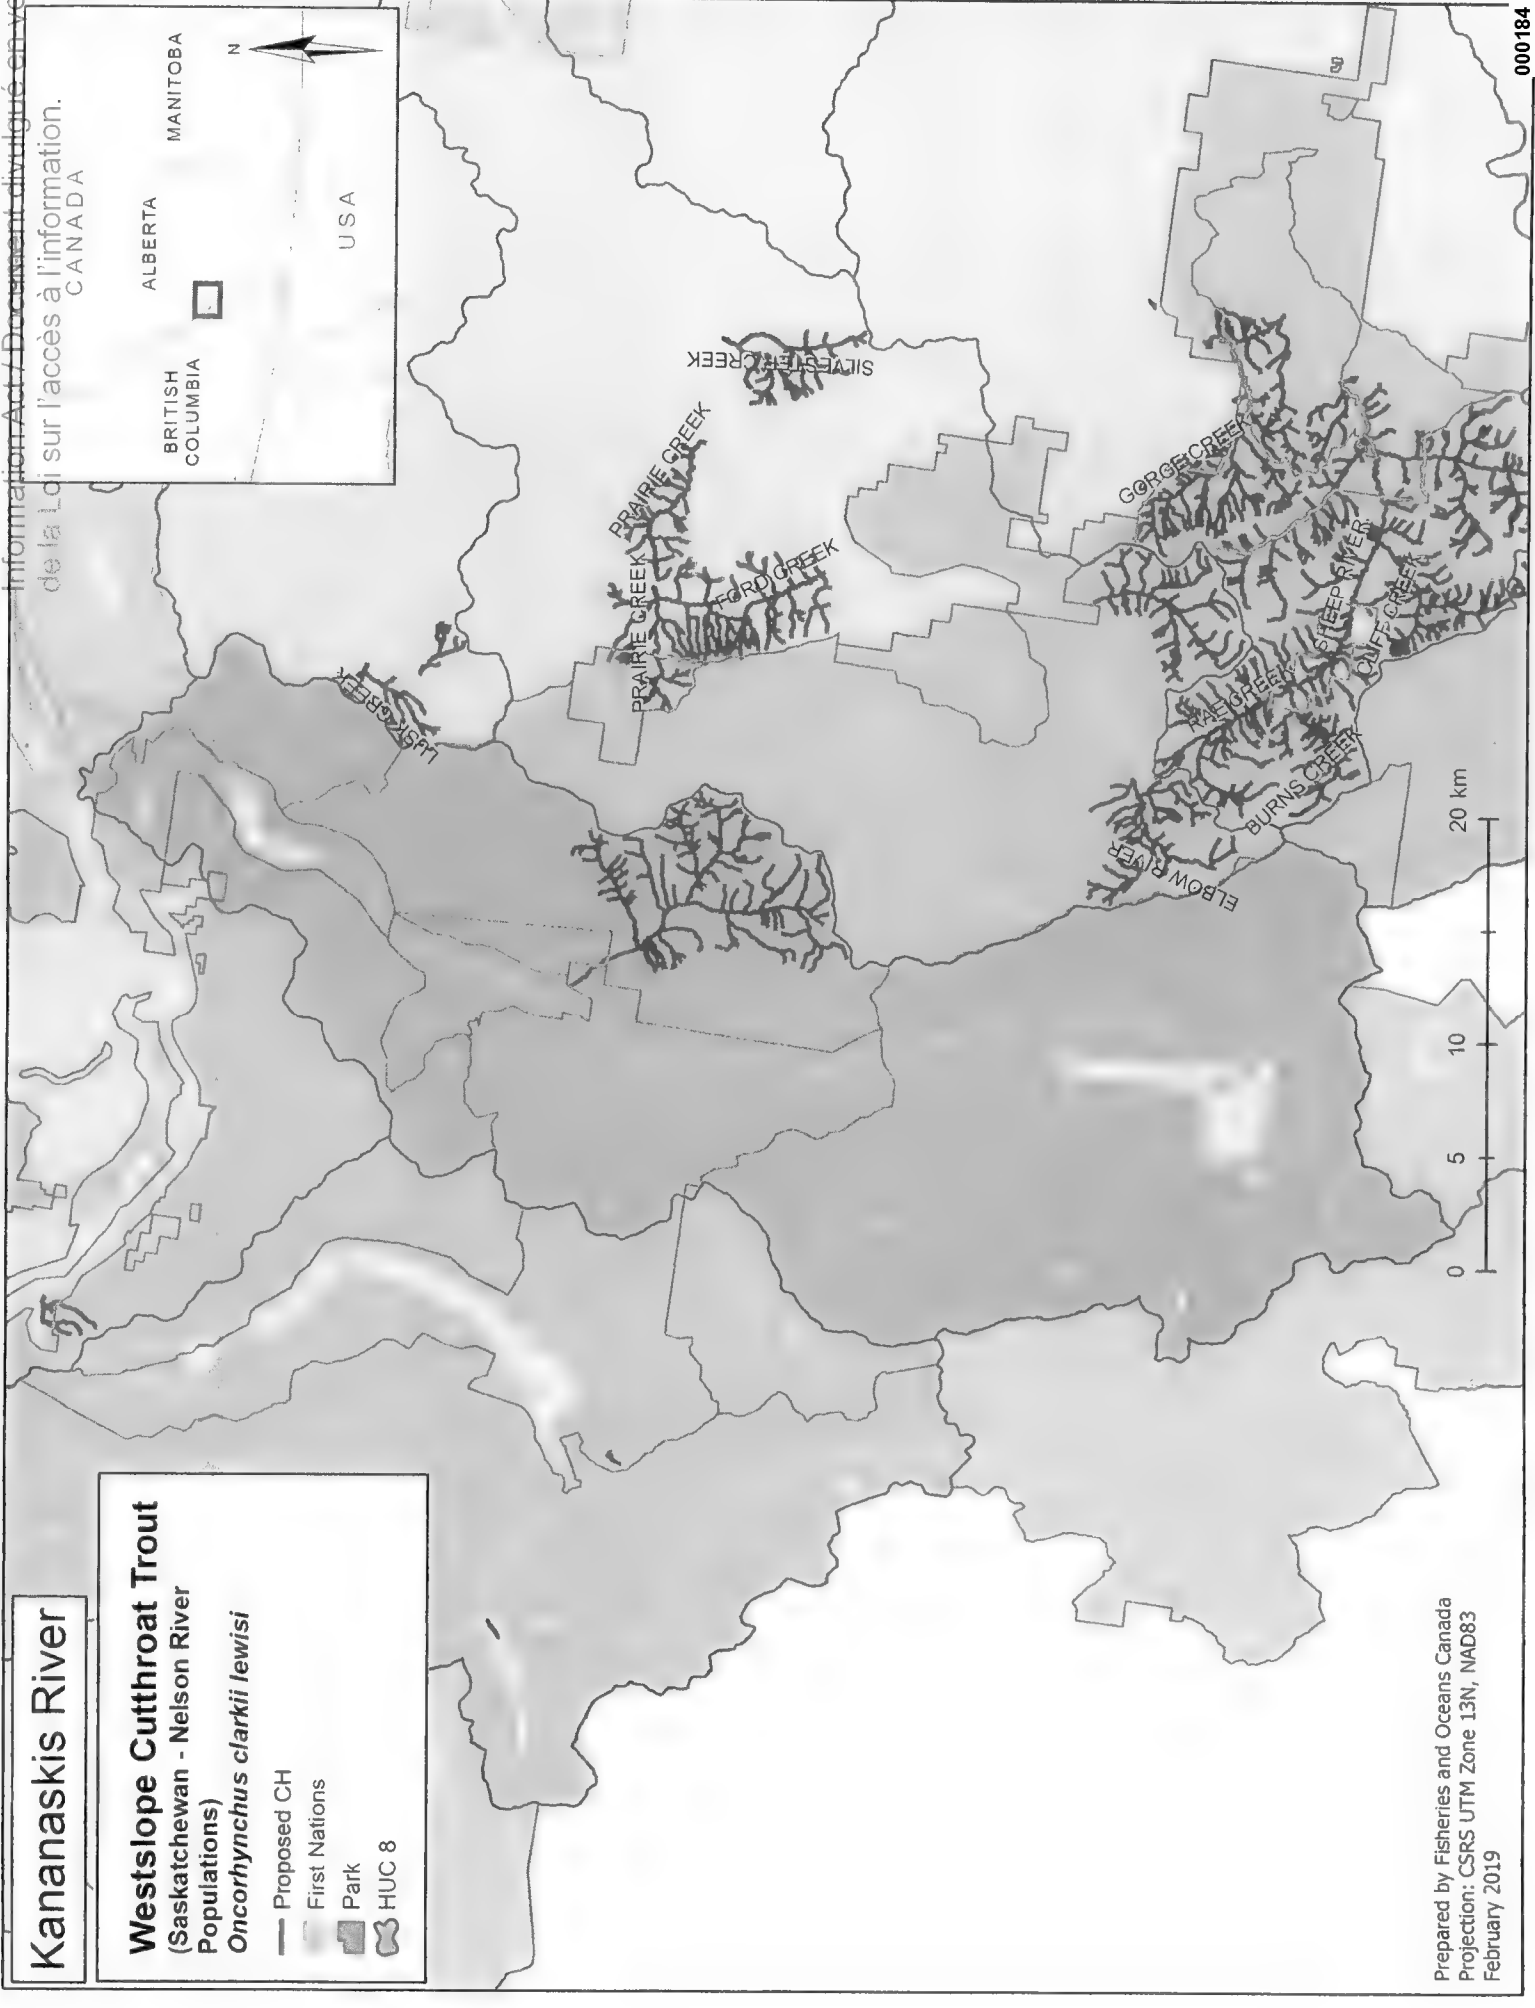 Kananaskis River
Westslope Cutthroat Trout
(Saskatchewan - Nelson River
Populations)
Oncorhynchus clarkii lewisi
Proposed CH
First Nations
Park
HUC 8
Information Act / Document divulgué en
de la Loi sur l'accès à l'information.
CANADA
ALBERTA
MANITOBA
BRITISH
COLUMBIA
USA
N
LUSK CREEK
PRAIRIE CREEK
PRAIRIE CREEK
FORD CREEK
SILVESTER CREEK
ELBOW RIVER
BURNS CREEK
RAE CREEK
SHEEP RIVER
CLIFF CREEK
GORGE CREEK
0 5 10 20 km
Prepared by Fisheries and Oceans Canada
Projection: CSRS UTM Zone 13N, NAD83
February 2019
000184